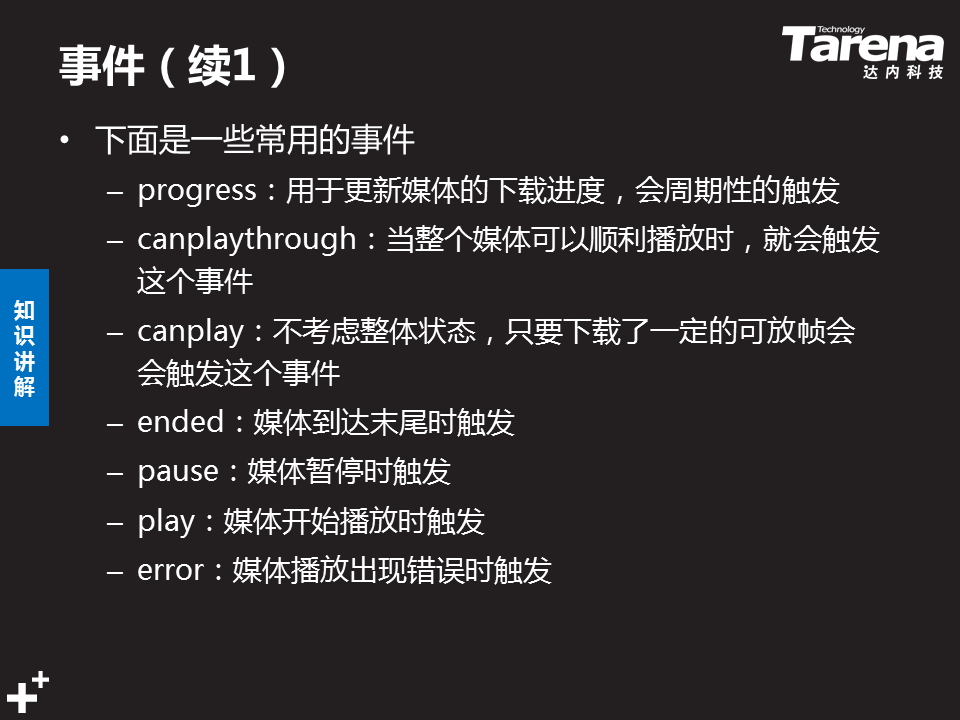 事件（续1）
Technology
Tarena
达内科技
• 下面是一些常用的事件
– progress：用于更新媒体的下载进度，会周期性的触发
– canplaythrough：当整个媒体可以顺利播放时，就会触发
这个事件
– canplay：不考虑整体状态，只要下载了一定的可放帧会
会触发这个事件
– ended：媒体到达末尾时触发
– pause：媒体暂停时触发
– play：媒体开始播放时触发
– error：媒体播放出现错误时触发
知
识
讲
解